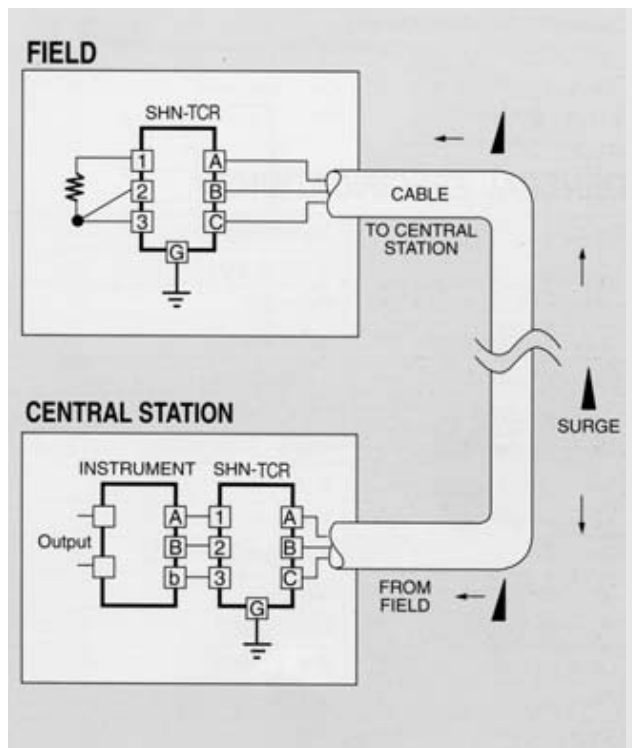 FIELD
SHN-TCR
1 A
2 B
3 C
G
CABLE
TO CENTRAL
STATION
SURGE
CENTRAL STATION
INSTRUMENT SHN-TCR
Output
A 1 A
B 2 B
b 3 C
G
FROM
FIELD